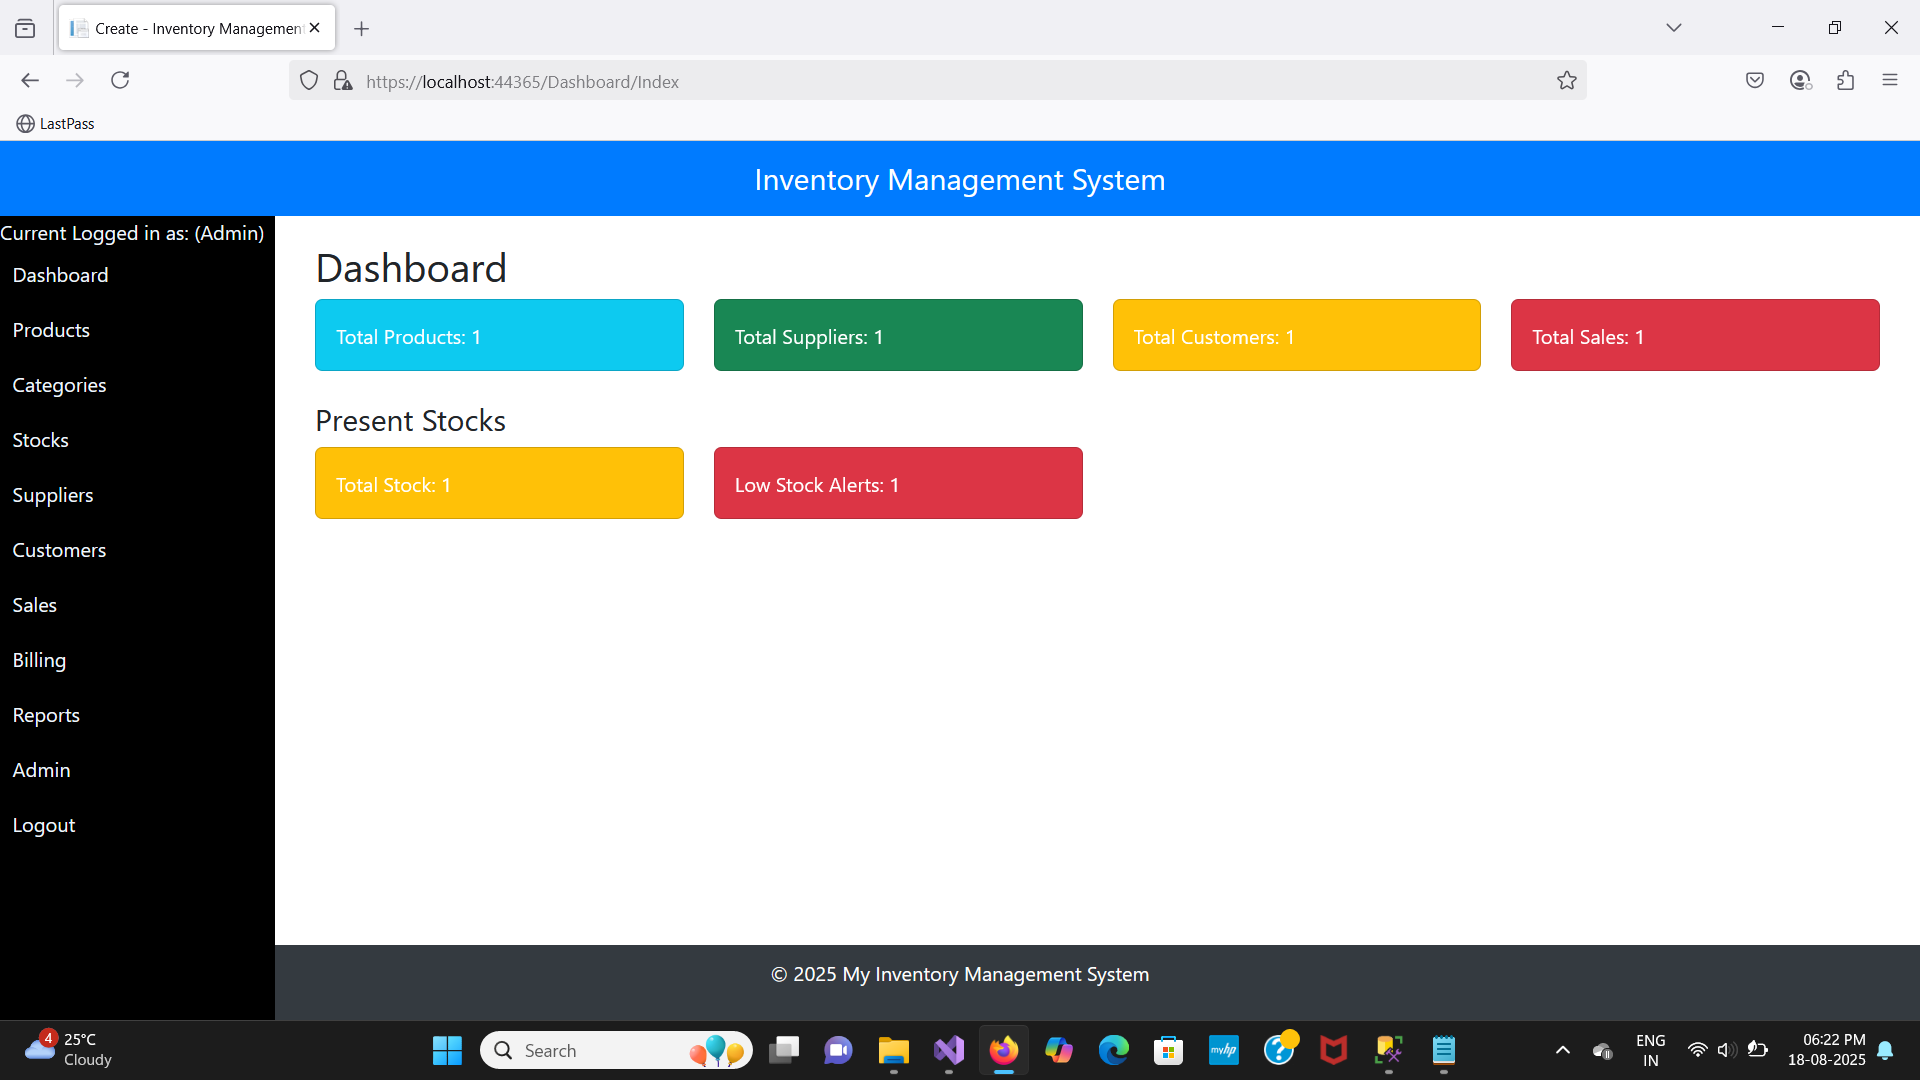 Create - Inventory Management
https://localhost:44365/Dashboard/Index
LastPass
Inventory Management System
Current Logged in as: (Admin)
Dashboard
Products
Categories
Stocks
Suppliers
Customers
Sales
Billing
Reports
Admin
Logout
Dashboard
Total Products: 1
Total Suppliers: 1
Total Customers: 1
Total Sales: 1
Present Stocks
Total Stock: 1
Low Stock Alerts: 1
© 2025 My Inventory Management System
4
25°C
Cloudy
Search
myhp
ENG
IN
06:22 PM
18-08-2025